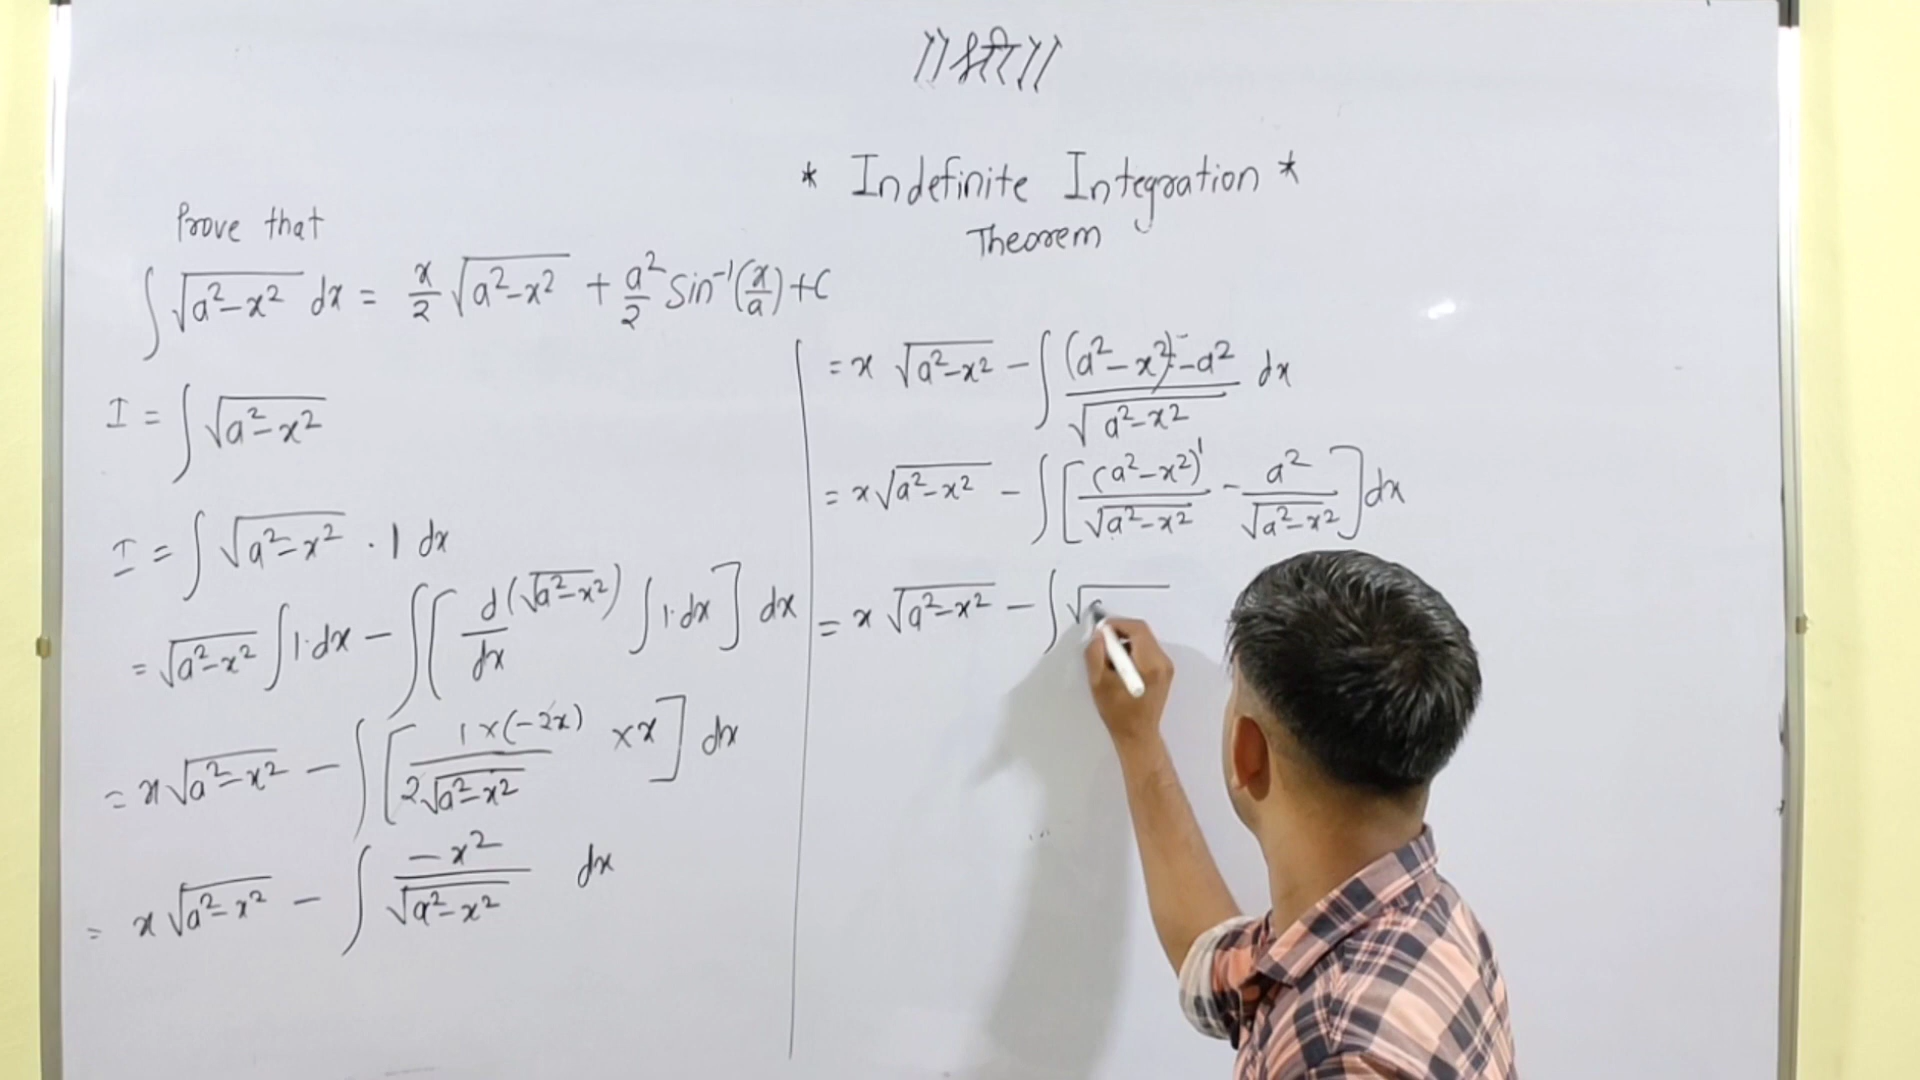 ॥श्री॥
* Indefinite Integration *
Theorem
Prove that
∫ √(a²-x²) dx = x/2 √(a²-x²) + a²/2 Sin⁻¹(x/a) + C
I = ∫ √(a²-x²)
I = ∫ √(a²-x²) · 1 dx
= √(a²-x²) ∫ 1·dx - ∫ [ d/dx (√(a²-x²)) ∫ 1·dx ] dx
= x √(a²-x²) - ∫ [ 1×(-2x) / 2√(a²-x²) × x ] dx
= x √(a²-x²) - ∫ -x² / √(a²-x²) dx
= x √(a²-x²) - ∫ (a²-x²)-a² / √(a²-x²) dx
= x √(a²-x²) - ∫ [ (a²-x²)¹ / √(a²-x²) - a² / √(a²-x²) ] dx
= x √(a²-x²) - ∫ √